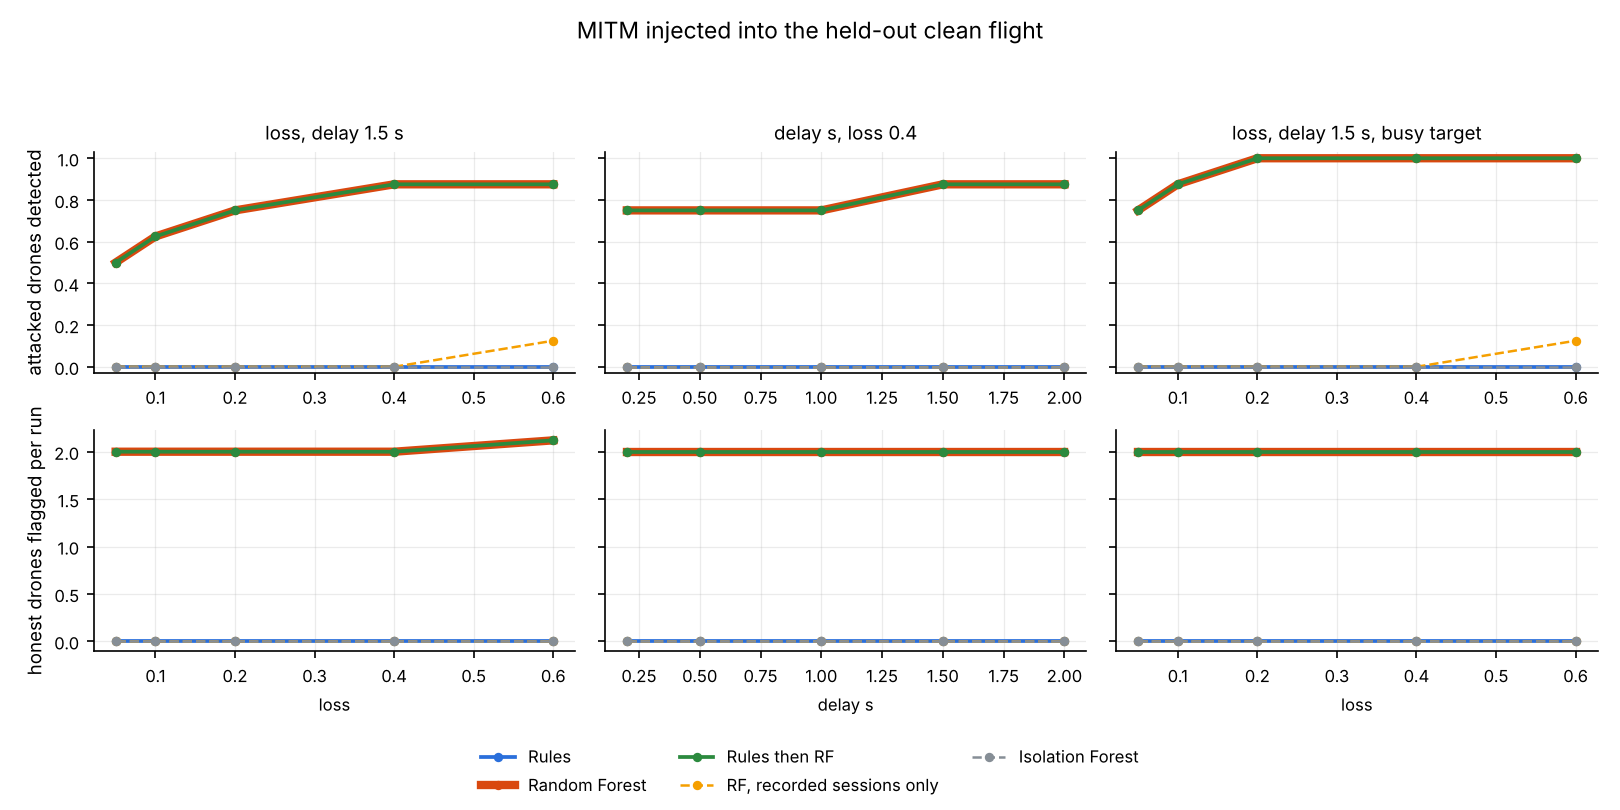 MITM injected into the held-out clean flight
loss, delay 1.5 s
delay s, loss 0.4
loss, delay 1.5 s, busy target
attacked drones detected
1.0
0.8
0.6
0.4
0.2
0.0
0.1 0.2 0.3 0.4 0.5 0.6
0.25 0.50 0.75 1.00 1.25 1.50 1.75 2.00
0.1 0.2 0.3 0.4 0.5 0.6
honest drones flagged per run
2.0
1.5
1.0
0.5
0.0
0.1 0.2 0.3 0.4 0.5 0.6
0.25 0.50 0.75 1.00 1.25 1.50 1.75 2.00
0.1 0.2 0.3 0.4 0.5 0.6
loss
delay s
loss
Rules
Random Forest
Rules then RF
RF, recorded sessions only
Isolation Forest